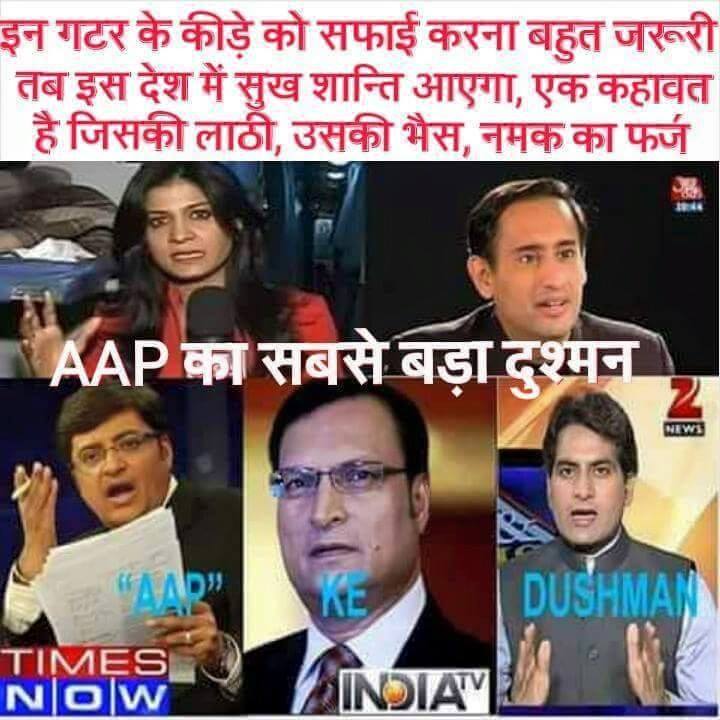 इन गटर के कीड़े को सफाई करना बहुत जरूरी
तब इस देश में सुख शान्ति आएगा, एक कहावत
है जिसकी लाठी, उसकी भैस, नमक का फर्ज
AAP का सबसे बड़ा दुश्मन
Z
NEWS
"AAP" KE DUSHMAN
TIMES
NOW
INDIA TV